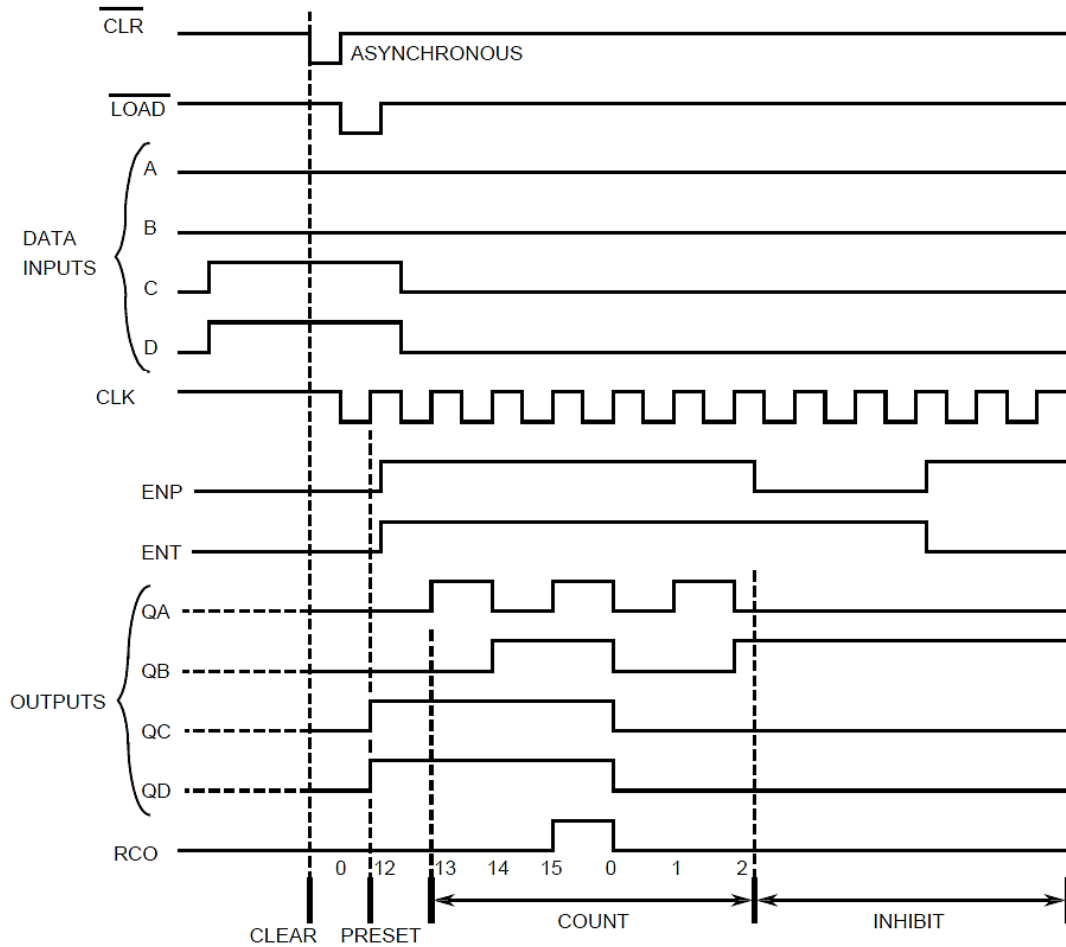 CLR
ASYNCHRONOUS
LOAD
A
B
DATA
INPUTS
C
D
CLK
ENP
ENT
QA
QB
OUTPUTS
QC
QD
RCO
0 12 13 14 15 0 1 2
CLEAR PRESET COUNT INHIBIT